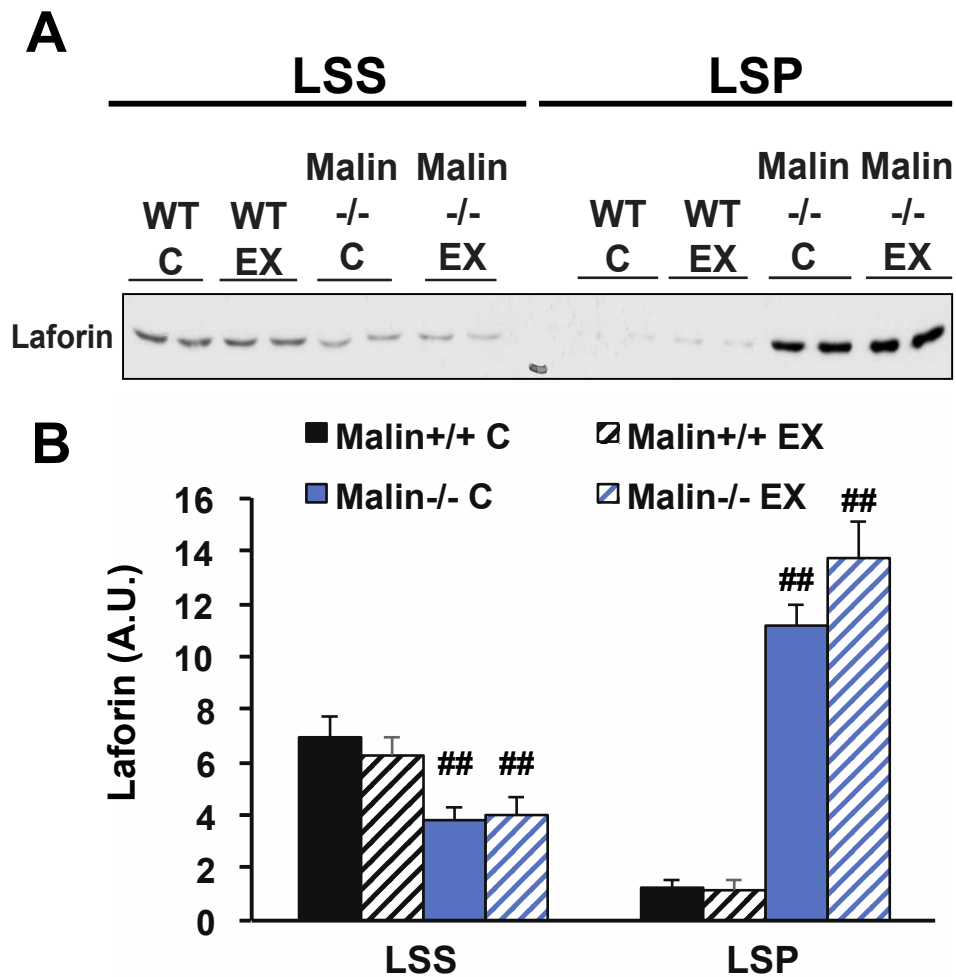 A
LSS LSP
Malin Malin Malin Malin
WT WT -/- -/- WT WT -/- -/-
C EX C EX C EX C EX
Laforin
B
Malin+/+ C Malin+/+ EX
Malin-/- C Malin-/- EX
16
14
12
10
8
6
4
2
0
Laforin (A.U.)
## ## ## ##
LSS LSP